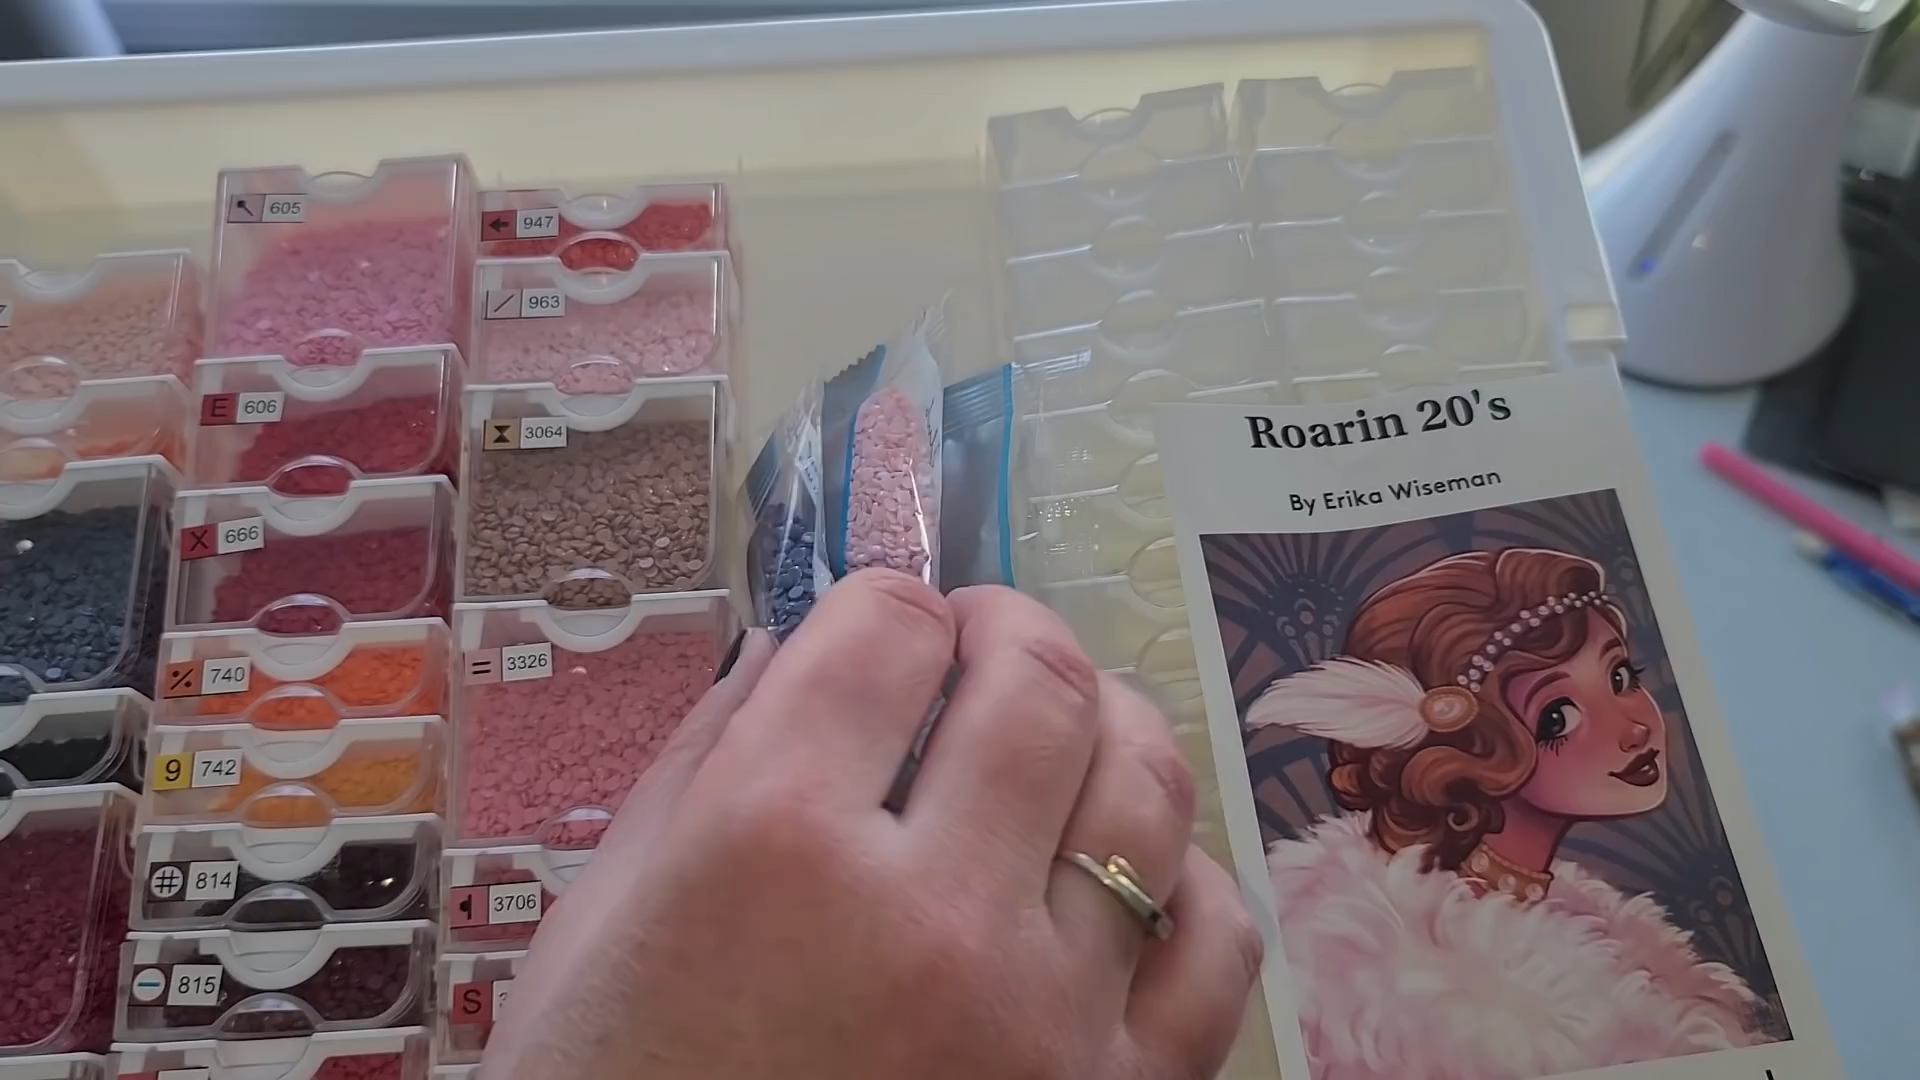 605
E 606
X 666
% 740
9 742
# 814
815
947
963
3064
= 3326
3706
S
Roarin 20's
By Erika Wiseman